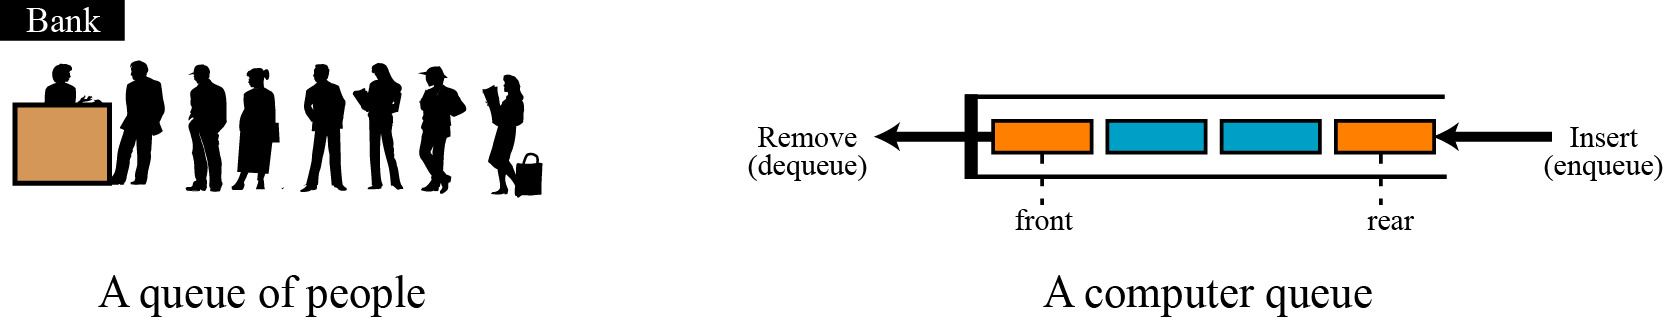 Bank
Remove
(dequeue)
Insert
(enqueue)
front
rear
A queue of people
A computer queue